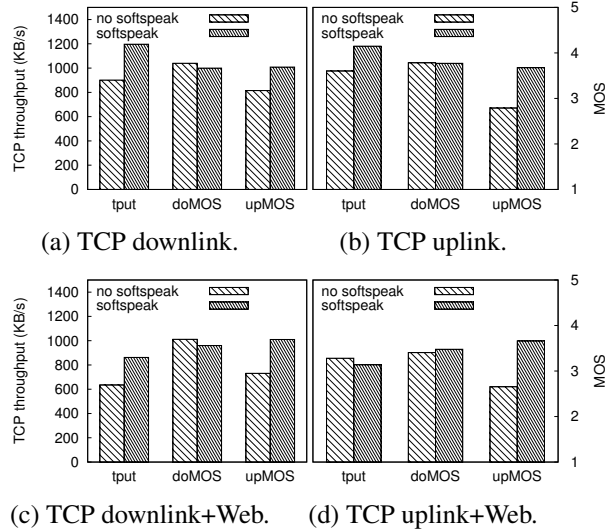 no softspeak
softspeak
1400
1200
1000
800
600
400
200
0
TCP throughput (KB/s)
tput doMOS upMOS
(a) TCP downlink.
no softspeak
softspeak
5
4
3
2
1
MOS
tput doMOS upMOS
(b) TCP uplink.
no softspeak
softspeak
1400
1200
1000
800
600
400
200
0
TCP throughput (KB/s)
tput doMOS upMOS
(c) TCP downlink+Web.
no softspeak
softspeak
5
4
3
2
1
MOS
tput doMOS upMOS
(d) TCP uplink+Web.